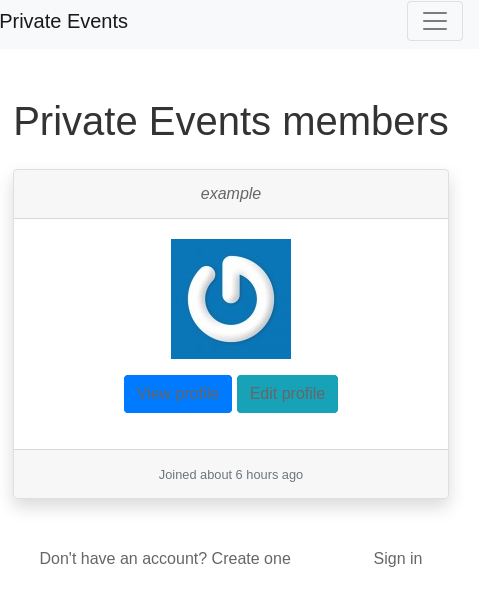 Private Events
Private Events members
example
View profile Edit profile
Joined about 6 hours ago
Don't have an account? Create one Sign in